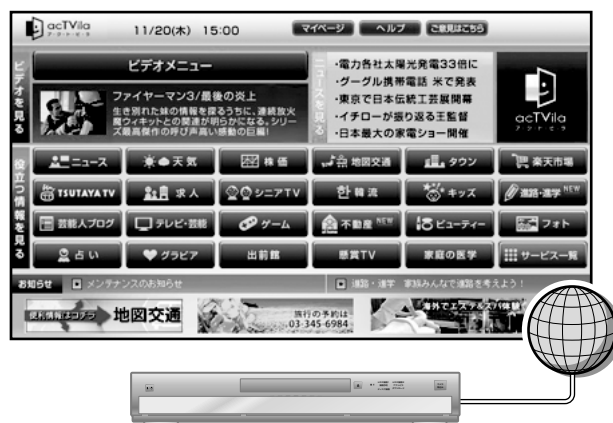 acTVila
アクトビラ
11/20(木) 15:00
マイページ
ヘルプ
ご意見はこちら
ビデオを見る
ビデオメニュー
ファイヤーマン3/最後の炎上
生き別れた妹の情報を探るうちに、連続放火
魔ウィキットとの関連が明らかになる。シリー
ズ最高傑作の呼び声高い感動の巨編!
ニュースを見る
・電力各社太陽光発電33倍に
・グーグル携帯電話 米で発表
・東京で日本伝統工芸展開幕
・イチローが振り返る王監督
・日本最大の家電ショー開催
acTVila
アクトビラ
役立つ情報を見る
ニュース
天気
株価
地図交通
タウン
楽天市場
TSUTAYA TV
求人
シニアTV
한 韓流
キッズ
進路・進学 NEW
芸能人ブログ
テレビ・芸能
ゲーム
不動産 NEW
ビューティー
フォト
占い
グラビア
出前館
懸賞TV
家庭の医学
サービス一覧
お知らせ
メンテナンスのお知らせ
進路・進学 家族みんなで進路を考えよう!
便利情報はコチラ
地図交通
旅行の予約は
03-345-6984
海外でエステ&スパ体験